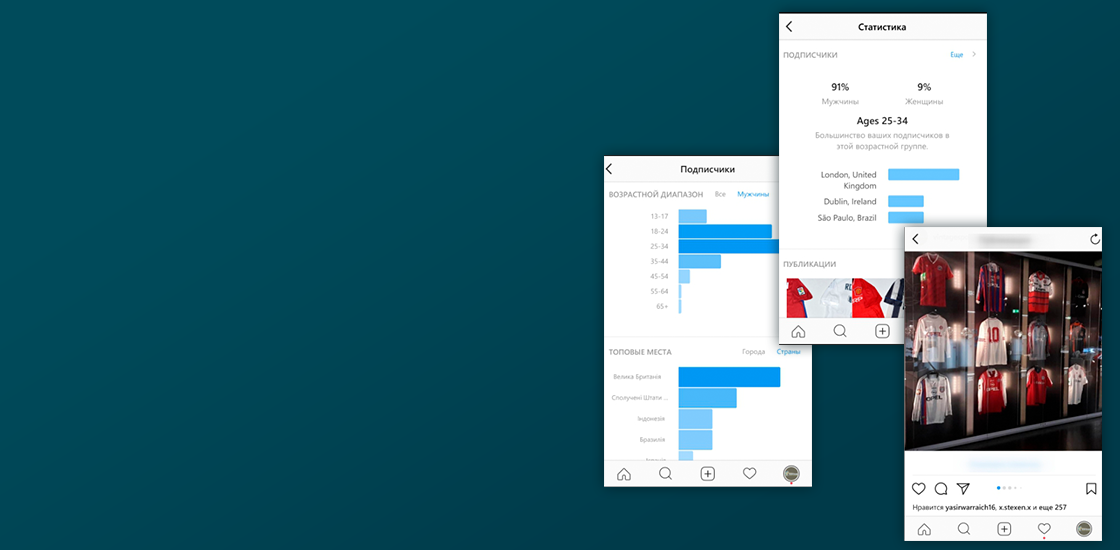 Статистика
ПОДПИСЧИКИ
Еще
91%
9%
Мужчины
Женщины
Ages 25-34
Большинство ваших подписчиков в
этой возрастной группе.
London, United
Kingdom
Dublin, Ireland
São Paulo, Brazil
ПУБЛИКАЦИИ
Подписчики
ВОЗРАСТНОЙ ДИАПАЗОН
Все
Мужчины
13-17
18-24
25-34
35-44
45-54
55-64
65+
ТОПОВЫЕ МЕСТА
Города
Страны
Велика Британія
Сполучені Штати ...
Індонезія
Бразилія
OPEL
10
OPEL
Нравится yasirwarraich16, x.stexen.x и еще 257